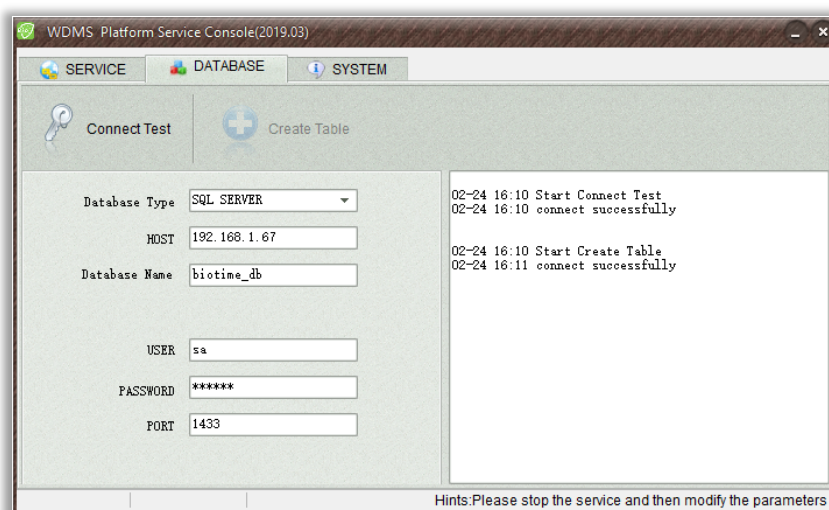 WDMS Platform Service Console(2019.03)
SERVICE
DATABASE
SYSTEM
Connect Test
Create Table
Database Type
SQL SERVER
HOST
192.168.1.67
Database Name
biotime_db
USER
sa
PASSWORD
******
PORT
1433
02-24 16:10 Start Connect Test
02-24 16:10 connect successfully
02-24 16:10 Start Create Table
02-24 16:11 connect successfully
Hints:Please stop the service and then modify the parameters